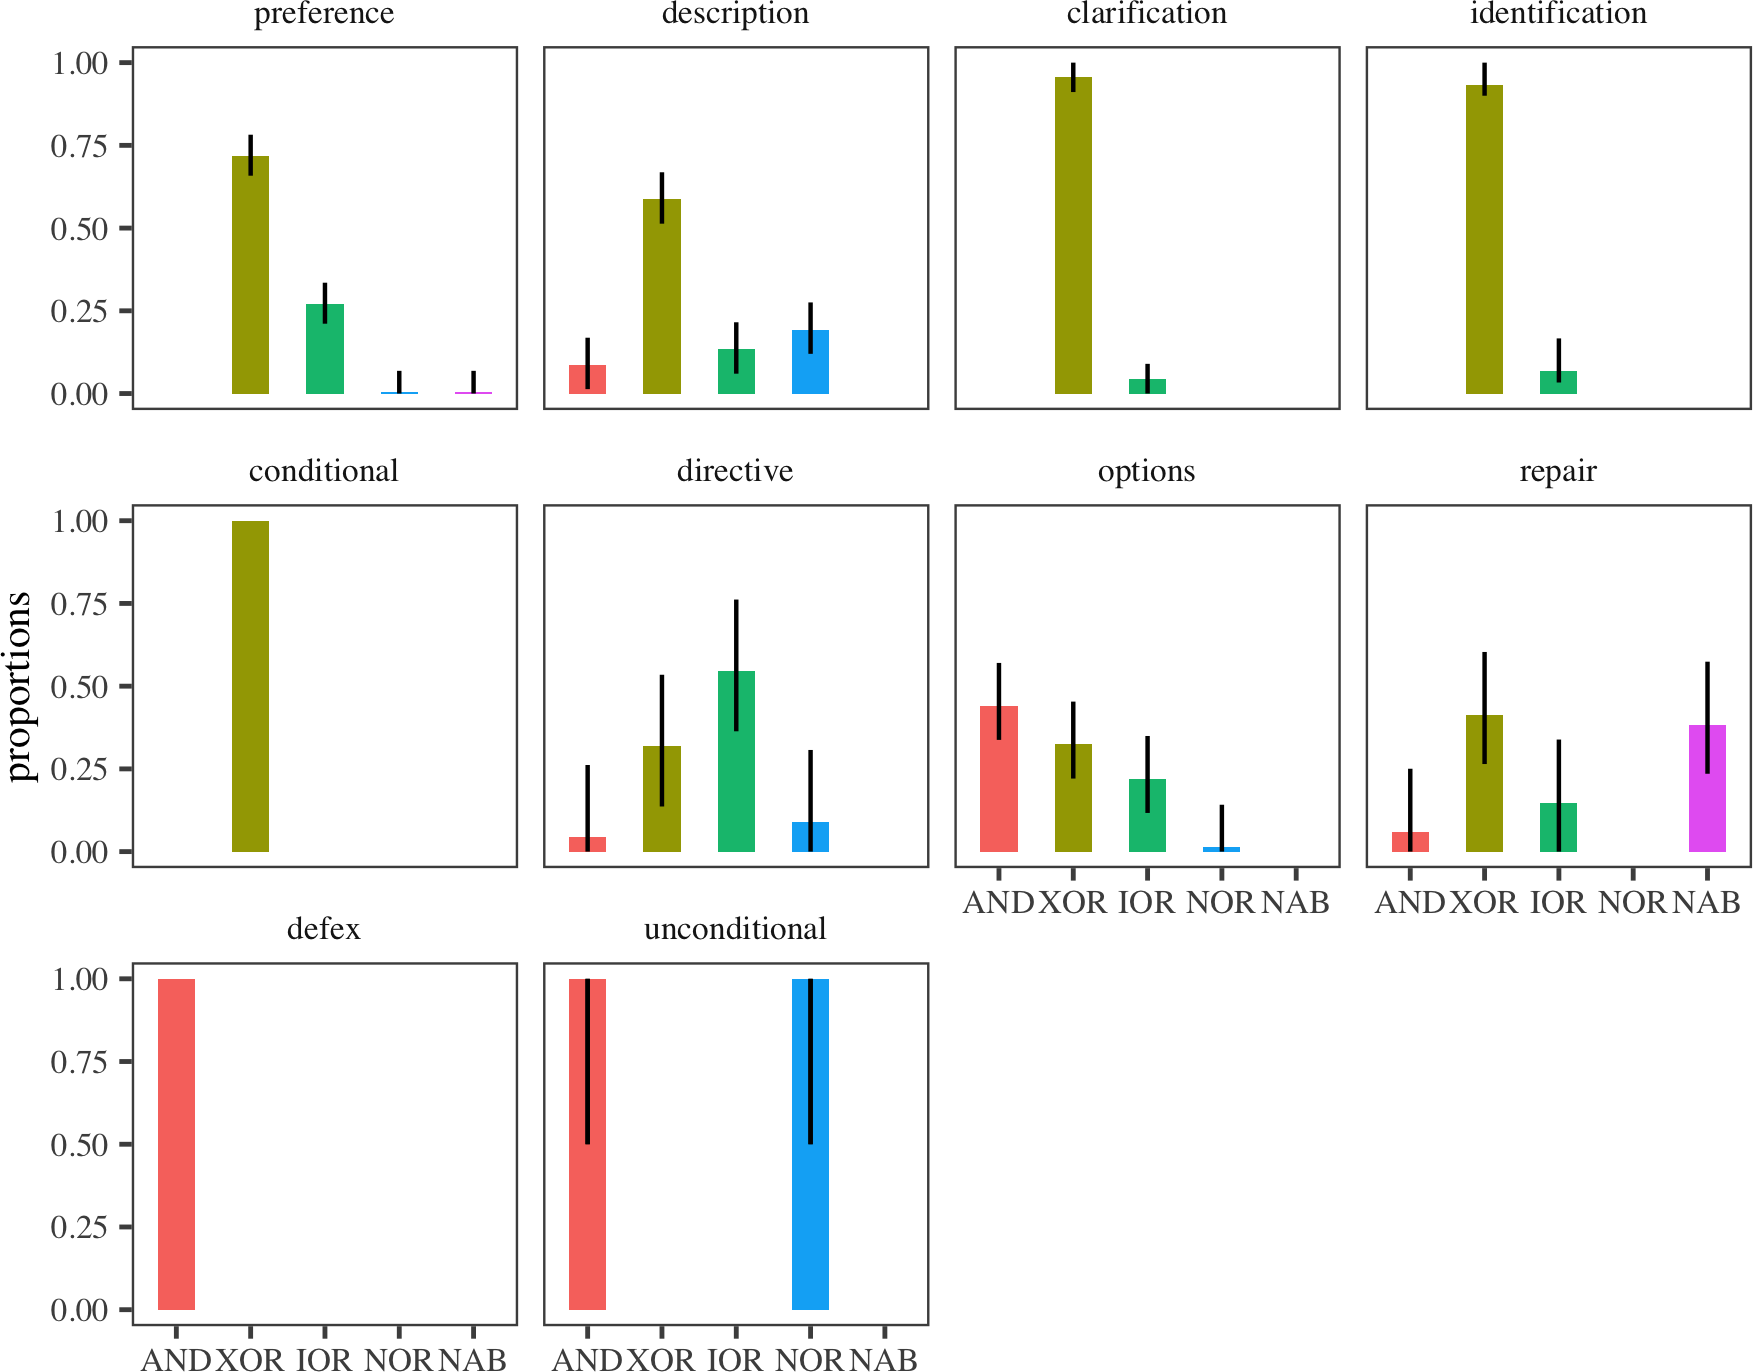 preference description clarification identification
1.00
0.75
0.50
0.25
0.00
conditional directive options repair
1.00
0.75
0.50
0.25
0.00
proportions
AND XOR IOR NOR NAB AND XOR IOR NOR NAB
defex unconditional
1.00
0.75
0.50
0.25
0.00
AND XOR IOR NOR NAB AND XOR IOR NOR NAB